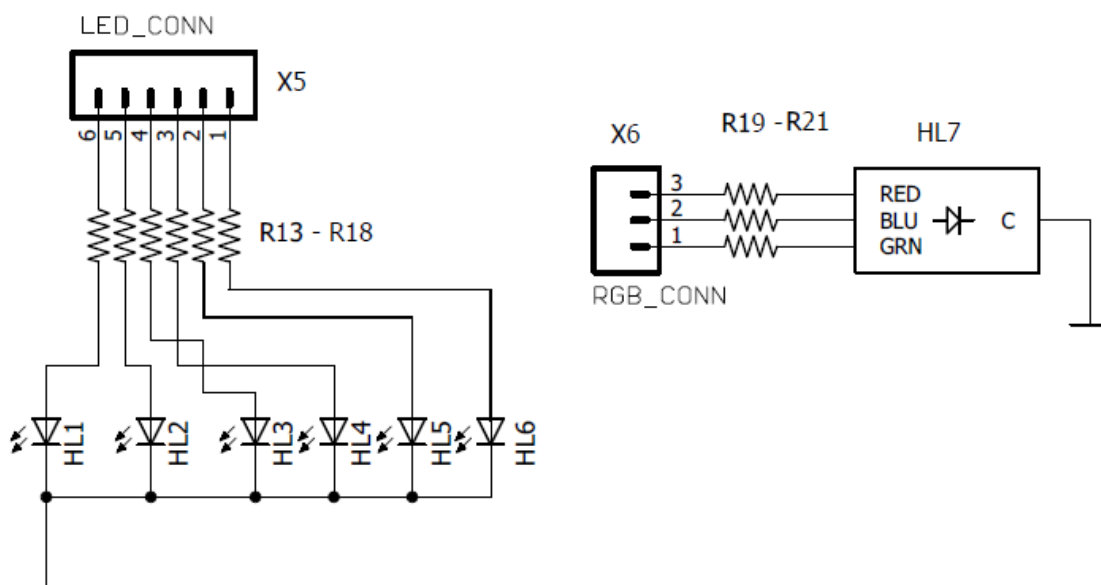 LED_CONN
X5
6 5 4 3 2 1
R13 - R18
HL1 HL2 HL3 HL4 HL5 HL6
R19 -R21
X6
HL7
3
2
1
RED
BLU
GRN
C
RGB_CONN